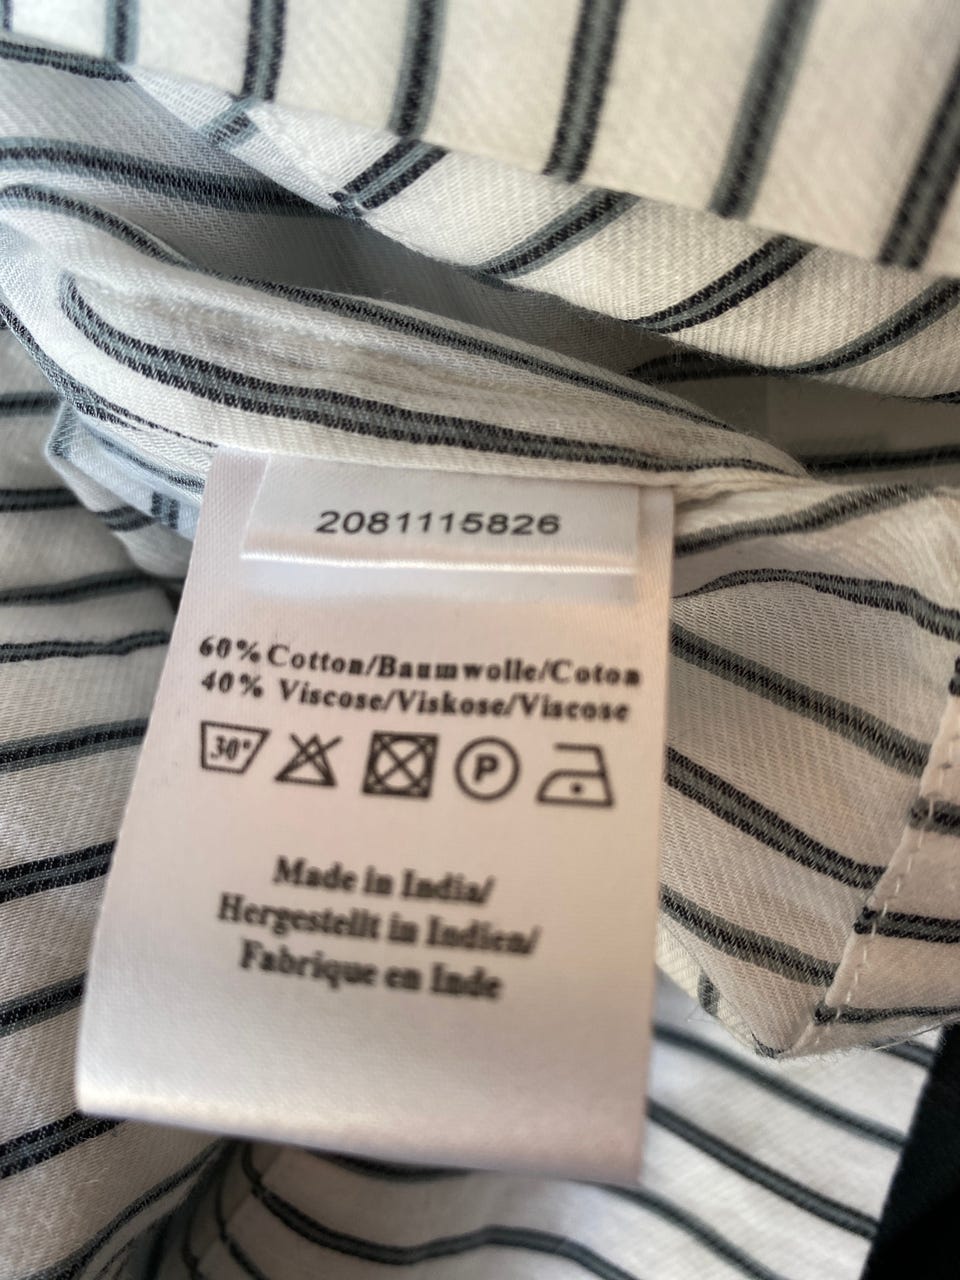 2081115826
60% Cotton/Baumwolle/Coton
40% Viscose/Viskose/Viscose
30° P
Made in India/
Hergestellt in Indien/
Fabrique en Inde